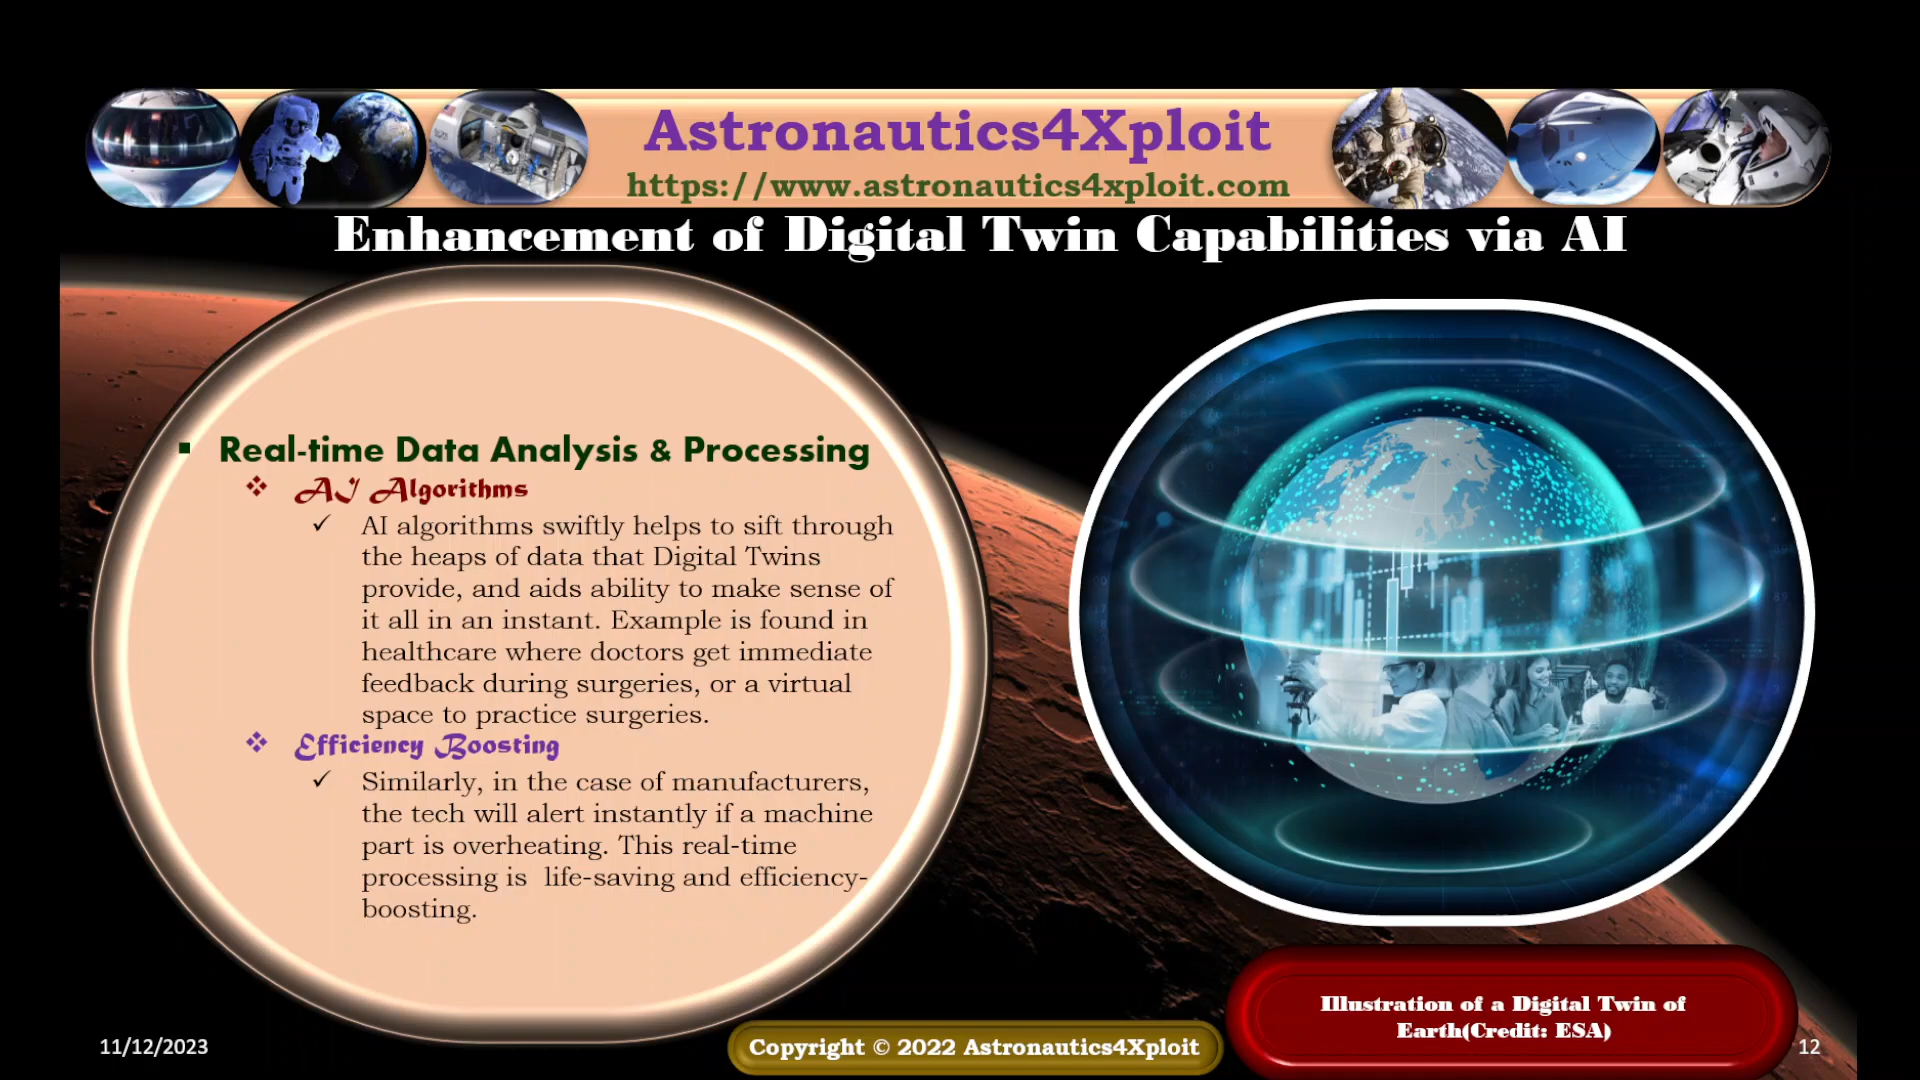 Astronautics4Xploit
https://www.astronautics4xploit.com
Enhancement of Digital Twin Capabilities via AI
▪ Real-time Data Analysis & Processing
❖ AI Algorithms
✓ AI algorithms swiftly helps to sift through
the heaps of data that Digital Twins
provide, and aids ability to make sense of
it all in an instant. Example is found in
healthcare where doctors get immediate
feedback during surgeries, or a virtual
space to practice surgeries.
❖ Efficiency Boosting
✓ Similarly, in the case of manufacturers,
the tech will alert instantly if a machine
part is overheating. This real-time
processing is life-saving and efficiency-
boosting.
Illustration of a Digital Twin of
Earth(Credit: ESA)
11/12/2023
Copyright © 2022 Astronautics4Xploit
12